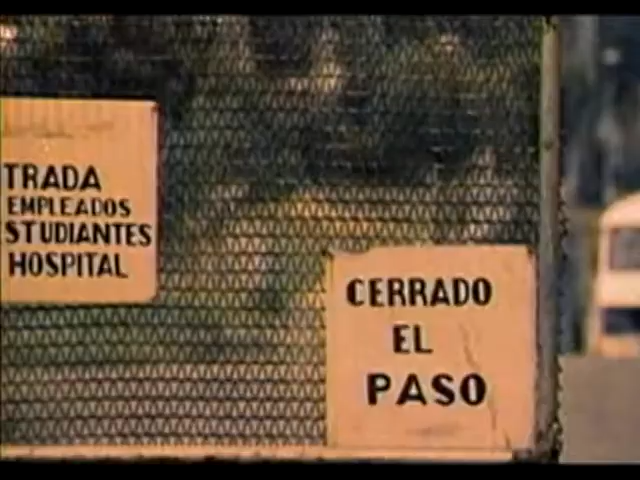 TRADA
EMPLEADOS
STUDIANTES
HOSPITAL
CERRADO
EL
PASO